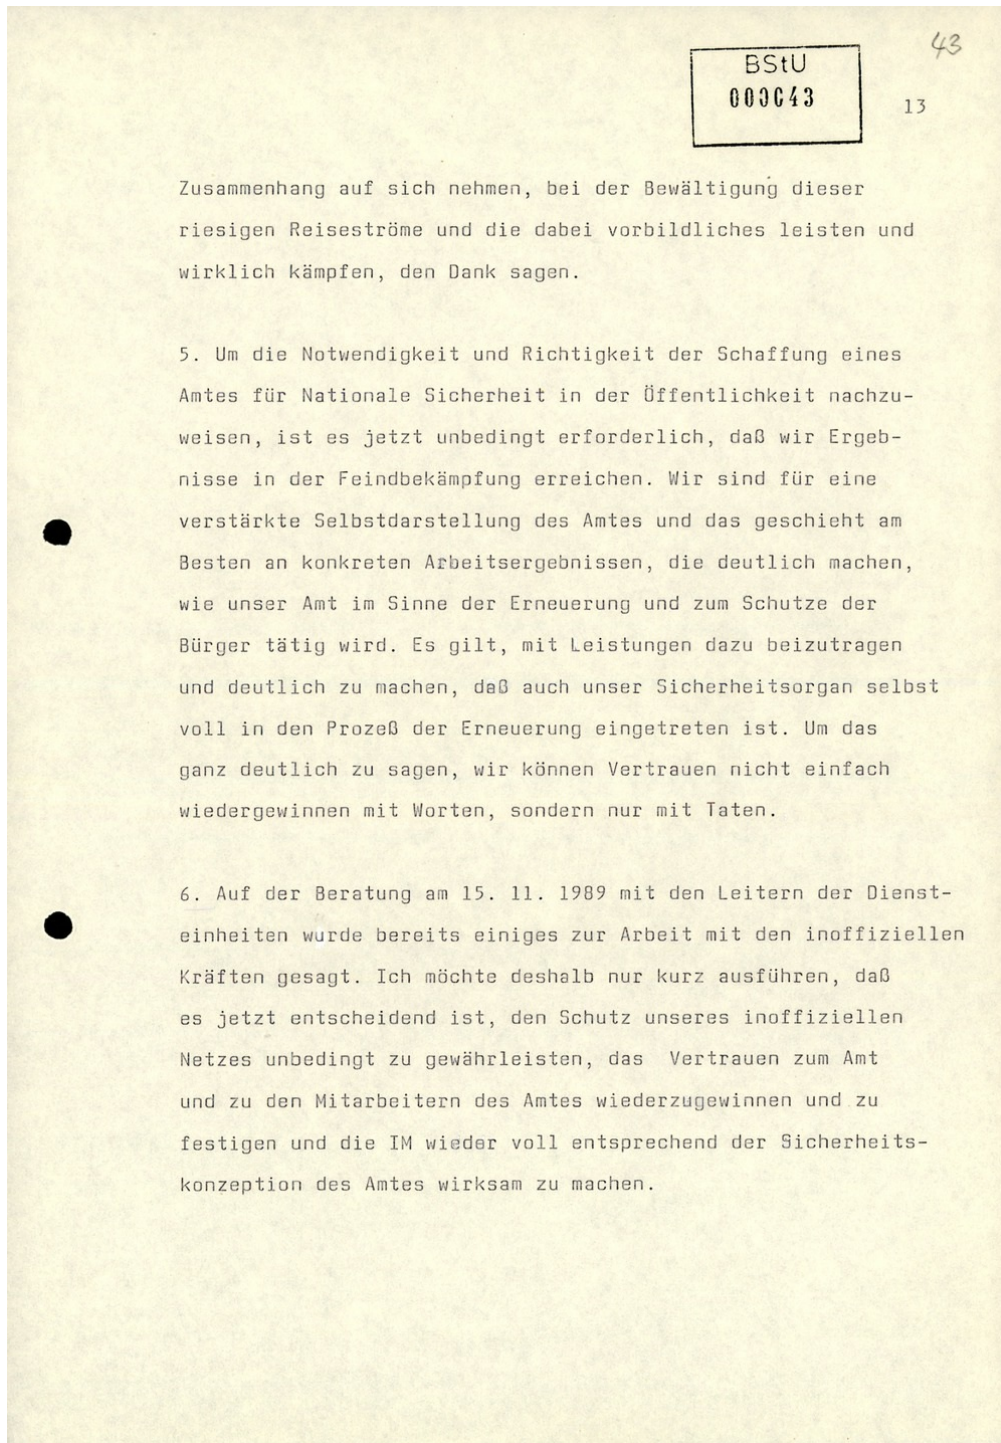 43
BStU
000043
13
Zusammenhang auf sich nehmen, bei der Bewältigung dieser
riesigen Reiseströme und die dabei vorbildliches leisten und
wirklich kämpfen, den Dank sagen.
5. Um die Notwendigkeit und Richtigkeit der Schaffung eines
Amtes für Nationale Sicherheit in der Öffentlichkeit nachzu-
weisen, ist es jetzt unbedingt erforderlich, daß wir Ergeb-
nisse in der Feindbekämpfung erreichen. Wir sind für eine
verstärkte Selbstdarstellung des Amtes und das geschieht am
Besten an konkreten Arbeitsergebnissen, die deutlich machen,
wie unser Amt im Sinne der Erneuerung und zum Schutze der
Bürger tätig wird. Es gilt, mit Leistungen dazu beizutragen
und deutlich zu machen, daß auch unser Sicherheitsorgan selbst
voll in den Prozeß der Erneuerung eingetreten ist. Um das
ganz deutlich zu sagen, wir können Vertrauen nicht einfach
wiedergewinnen mit Worten, sondern nur mit Taten.
6. Auf der Beratung am 15. 11. 1989 mit den Leitern der Dienst-
einheiten wurde bereits einiges zur Arbeit mit den inoffiziellen
Kräften gesagt. Ich möchte deshalb nur kurz ausführen, daß
es jetzt entscheidend ist, den Schutz unseres inoffiziellen
Netzes unbedingt zu gewährleisten, das Vertrauen zum Amt
und zu den Mitarbeitern des Amtes wiederzugewinnen und zu
festigen und die IM wieder voll entsprechend der Sicherheits-
konzeption des Amtes wirksam zu machen.